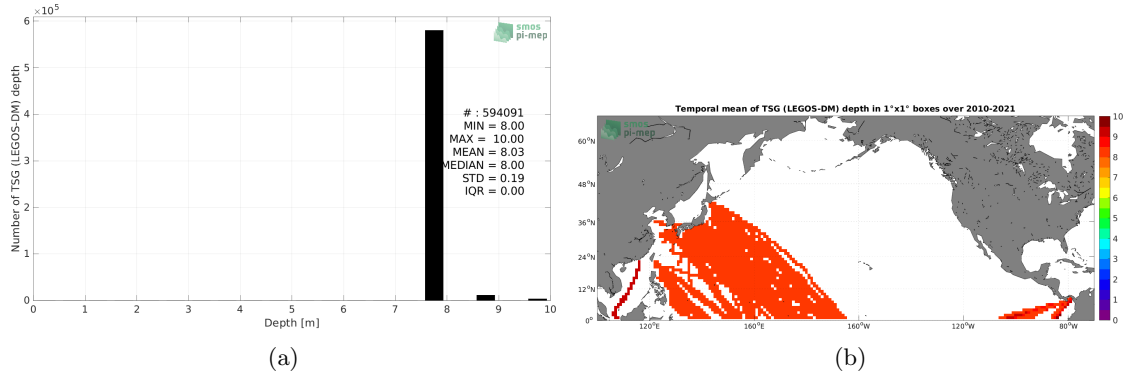 ×10⁵
6
5
4
3
2
1
0
Number of TSG (LEGOS-DM) depth
smos
pi-mep
# : 594091
MIN = 8.00
MAX = 10.00
MEAN = 8.03
MEDIAN = 8.00
STD = 0.19
IQR = 0.00
0 1 2 3 4 5 6 7 8 9 10
Depth [m]
(a)
Temporal mean of TSG (LEGOS-DM) depth in 1°x1° boxes over 2010-2021
smos
pi-mep
60°N
48°N
36°N
24°N
12°N
0°
120°E 160°E 160°W 120°W 80°W
10
9
8
7
6
5
4
3
2
1
0
(b)